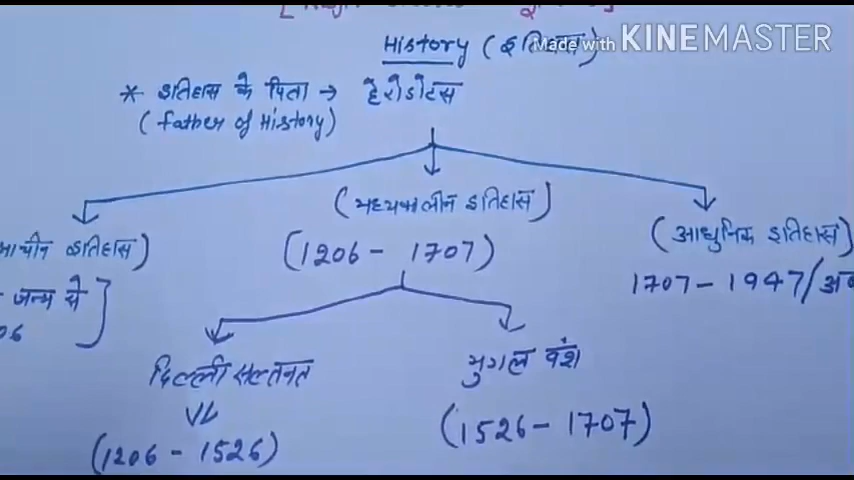 History (इतिहास)
Made with KINEMASTER
* इतिहास के पिता → हेरोडोटस
(father of History)
(मध्यकालीन इतिहास)
(1206 - 1707)
इतिहास)
जन्म से
06
(आधुनिक इतिहास)
1707 - 1947/
दिल्ली सल्तनत
(1206 - 1526)
मुगल वंश
(1526 - 1707)